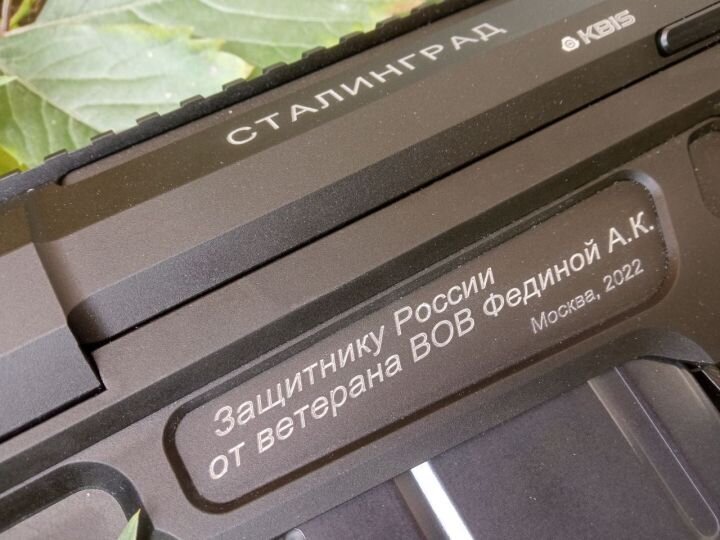 СТАЛИНГРАД
KBIS
Защитнику России
от ветерана ВОВ Фединой А.К.
Москва, 2022